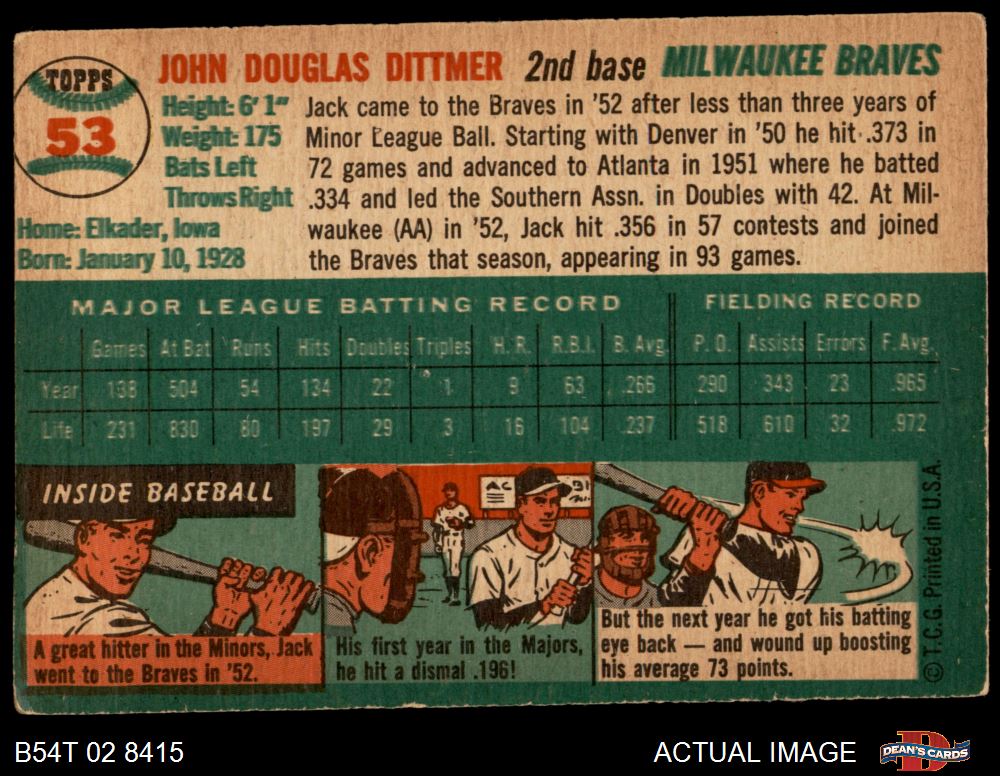 TOPPS
53
JOHN DOUGLAS DITTMER 2nd base MILWAUKEE BRAVES
Height: 6' 1"
Weight: 175
Bats Left
Throws Right
Home: Elkader, Iowa
Born: January 10, 1928
Jack came to the Braves in '52 after less than three years of
Minor League Ball. Starting with Denver in '50 he hit .373 in
72 games and advanced to Atlanta in 1951 where he batted
.334 and led the Southern Assn. in Doubles with 42. At Mil-
waukee (AA) in '52, Jack hit .356 in 57 contests and joined
the Braves that season, appearing in 93 games.
MAJOR LEAGUE BATTING RECORD FIELDING RECORD
Games At Bat Runs Hits Doubles Triples H. R. R.B.I. B. Avg. P. O. Assists Errors F. Avg.
Year 138 504 54 134 22 1 9 63 .266 290 343 23 .965
Life 231 830 80 197 29 3 16 104 .237 518 610 32 .972
INSIDE BASEBALL
A great hitter in the Minors, Jack
went to the Braves in '52.
AC
BI
His first year in the Majors,
he hit a dismal .196!
But the next year he got his batting
eye back — and wound up boosting
his average 73 points.
© T.C.G. Printed in U.S.A.
B54T 02 8415
ACTUAL IMAGE
D
DEAN'S CARDS